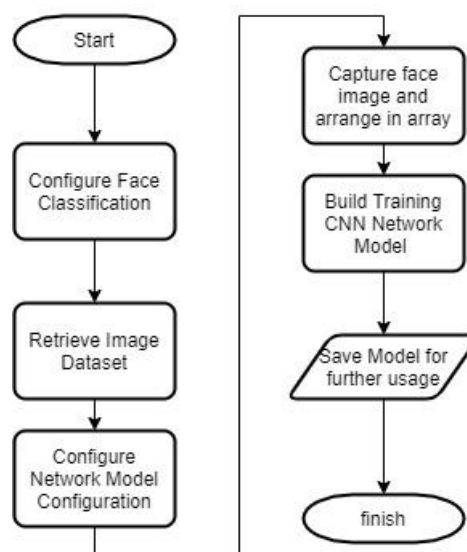 Start
Configure Face
Classification
Retrieve Image
Dataset
Configure
Network Model
Configuration
Capture face
image and
arrange in array
Build Training
CNN Network
Model
Save Model for
further usage
finish